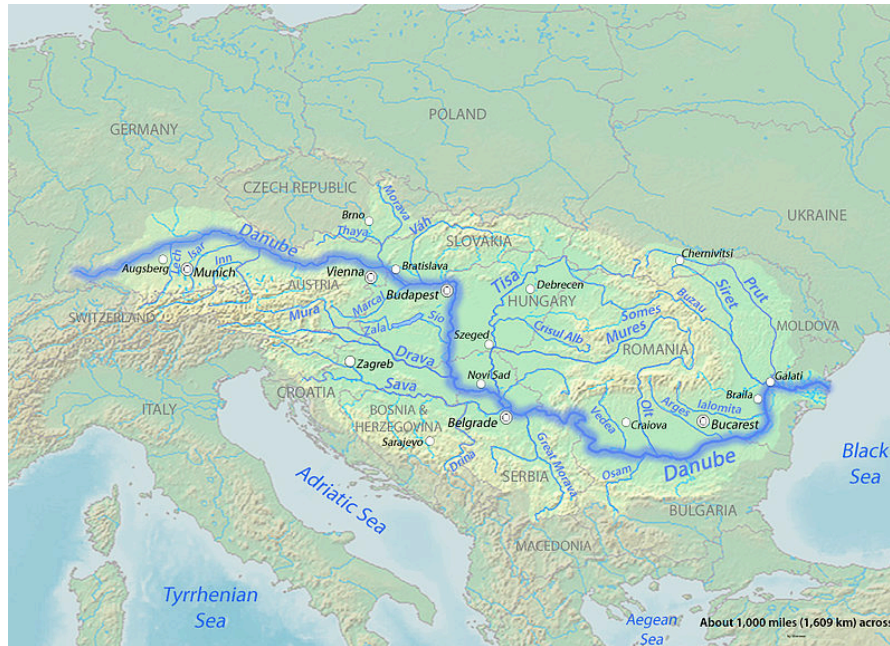 GERMANY
POLAND
CZECH REPUBLIC
UKRAINE
Brno
Morava
Thaya
Váh
SLOVAKIA
Danube
Chernivitsi
Augsberg
Lech
Isar
Inn
Munich
Vienna
Bratislava
AUSTRIA
Budapest
Tisa
Debrecen
HUNGARY
Prut
Siret
Buzau
SWITZERLAND
Mura
Marcal
Zalal
Sio
Szeged
Somes
Mures
Crisul Alb
MOLDOVA
ROMANIA
Drava
Zagreb
Sava
Novi Sad
Galati
Braila
CROATIA
ITALY
BOSNIA &
HERZEGOVINA
Sarajevo
Belgrade
Vedea
Craiova
Olt
Arges
Ialomita
Bucarest
Drina
Great Morava
SERBIA
Osam
Danube
Black
Sea
Adriatic Sea
BULGARIA
MACEDONIA
Tyrrhenian
Sea
Aegean
Sea
About 1,000 miles (1,609 km) across